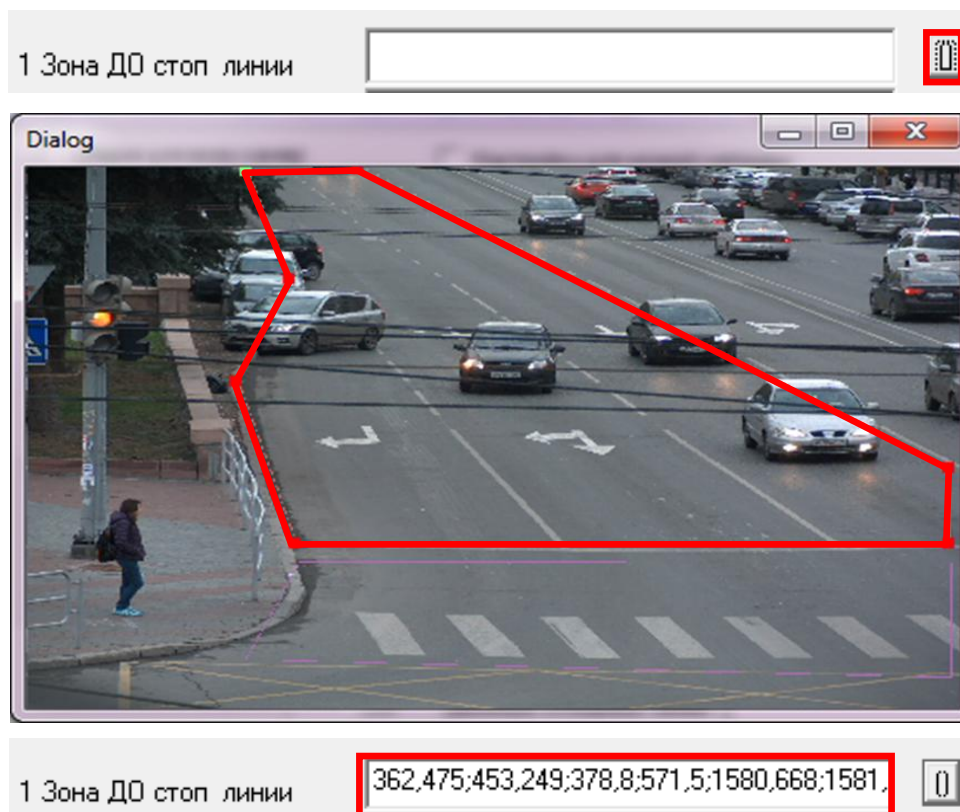 1 Зона ДО стоп линии
()
Dialog
1 Зона ДО стоп линии
362,475;453,249;378,8;571,5;1580,668;1581,
()